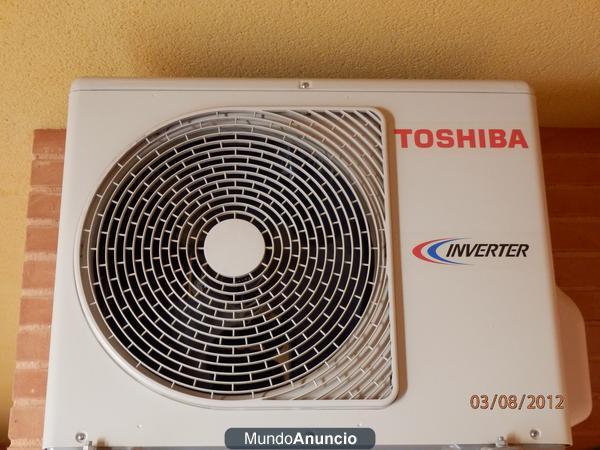 TOSHIBA
INVERTER
03/08/2012
MundoAnuncio